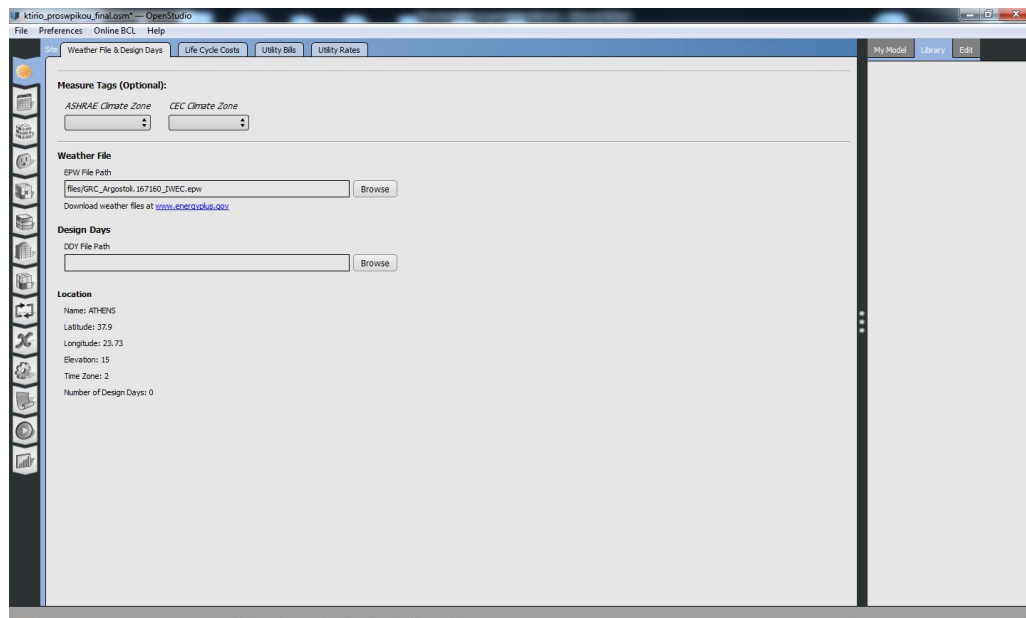 ktirio_proswpikou_final.osm* — OpenStudio
File Preferences Online BCL Help
Site Weather File & Design Days Life Cycle Costs Utility Bills Utility Rates My Model Library Edit
Measure Tags (Optional):
ASHRAE Climate Zone CEC Climate Zone
Weather File
EPW File Path
files/GRC_Argostoli.167160_IWEC.epw Browse
Download weather files at www.energyplus.gov
Design Days
DDY File Path
Browse
Location
Name: ATHENS
Latitude: 37.9
Longitude: 23.73
Elevation: 15
Time Zone: 2
Number of Design Days: 0